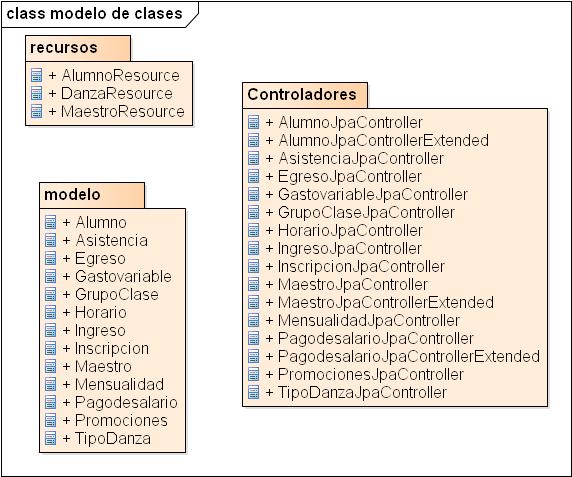 class modelo de clases
recursos
+ AlumnoResource
+ DanzaResource
+ MaestroResource
Controladores
+ AlumnoJpaController
+ AlumnoJpaControllerExtended
+ AsistenciaJpaController
+ EgresoJpaController
+ GastovariableJpaController
+ GrupoClaseJpaController
+ HorarioJpaController
+ IngresoJpaController
+ InscripcionJpaController
+ MaestroJpaController
+ MaestroJpaControllerExtended
+ MensualidadJpaController
+ PagodesalarioJpaController
+ PagodesalarioJpaControllerExtended
+ PromocionesJpaController
+ TipoDanzaJpaController
modelo
+ Alumno
+ Asistencia
+ Egreso
+ Gastovariable
+ GrupoClase
+ Horario
+ Ingreso
+ Inscripcion
+ Maestro
+ Mensualidad
+ Pagodesalario
+ Promociones
+ TipoDanza